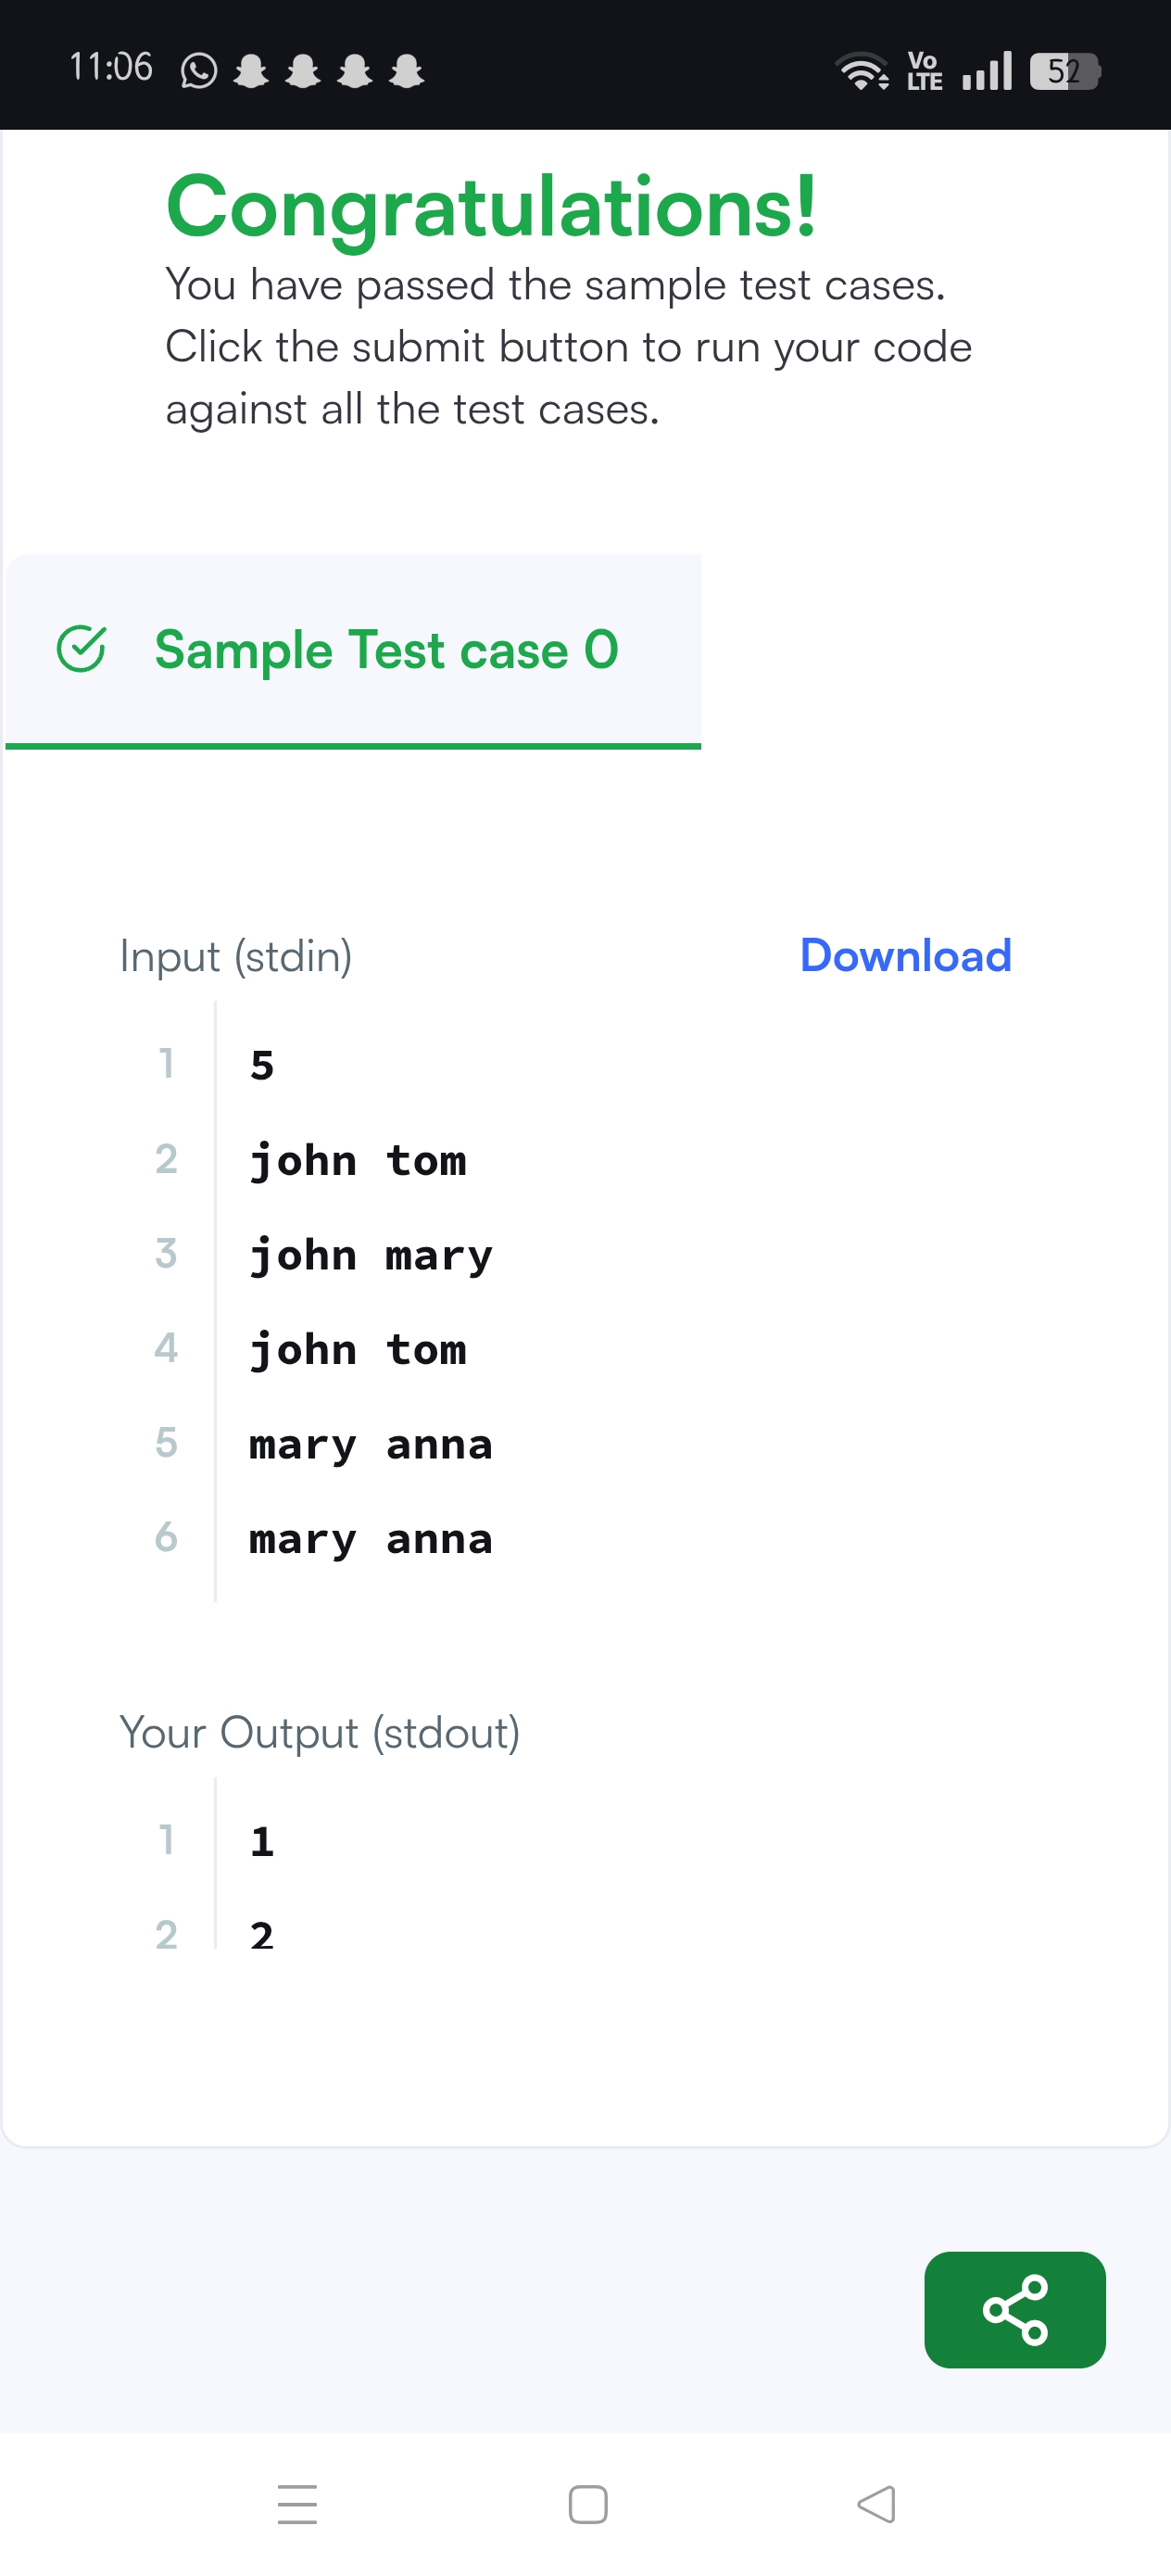 11:06 Vo LTE 52
Congratulations!
You have passed the sample test cases.
Click the submit button to run your code
against all the test cases.
Sample Test case 0
Input (stdin) Download
1 5
2 john tom
3 john mary
4 john tom
5 mary anna
6 mary anna
Your Output (stdout)
1 1
2 2